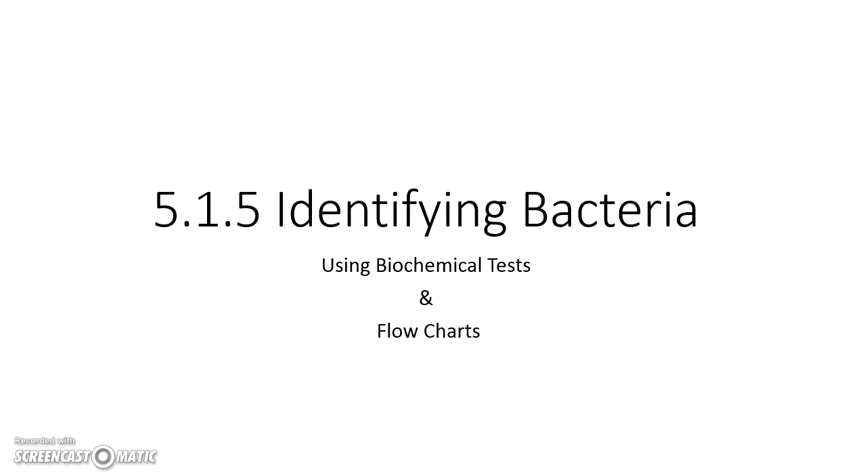 5.1.5 Identifying Bacteria
Using Biochemical Tests
&
Flow Charts
Recorded with
SCREENCAST MATIC